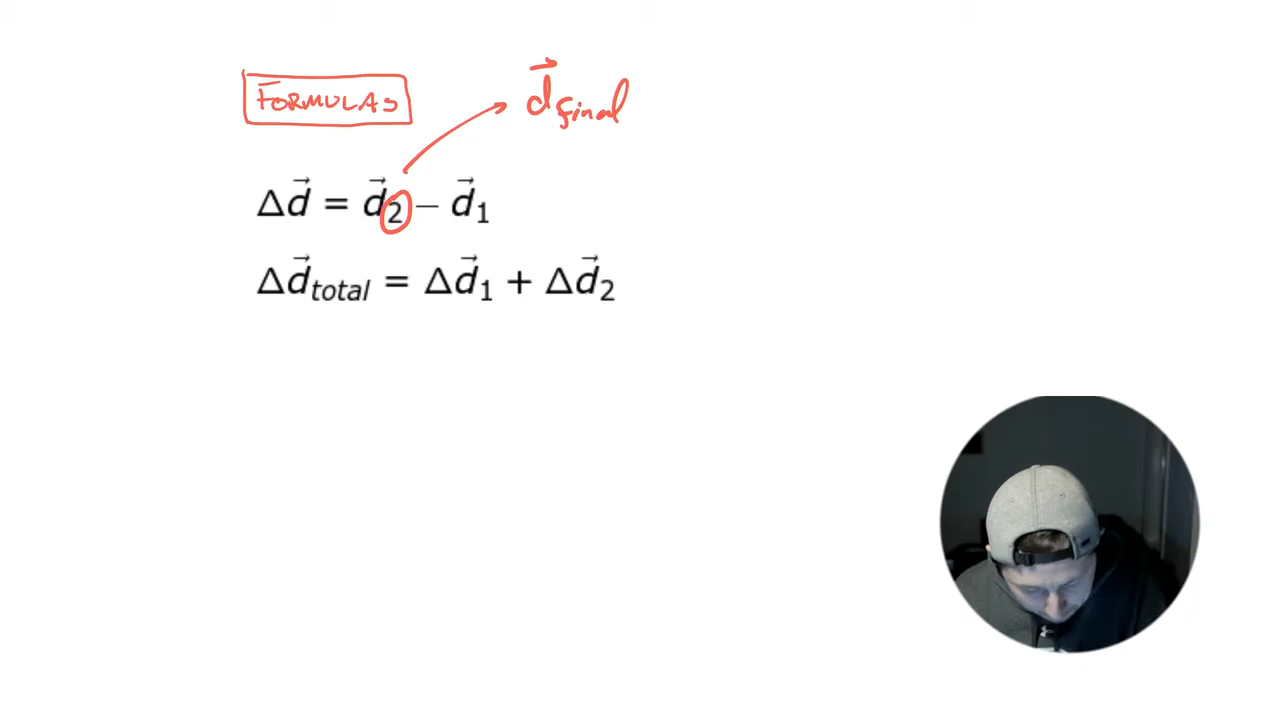 FORMULAS
d⃗final
Δd⃗ = d⃗₂ − d⃗₁
Δd⃗total = Δd⃗₁ + Δd⃗₂